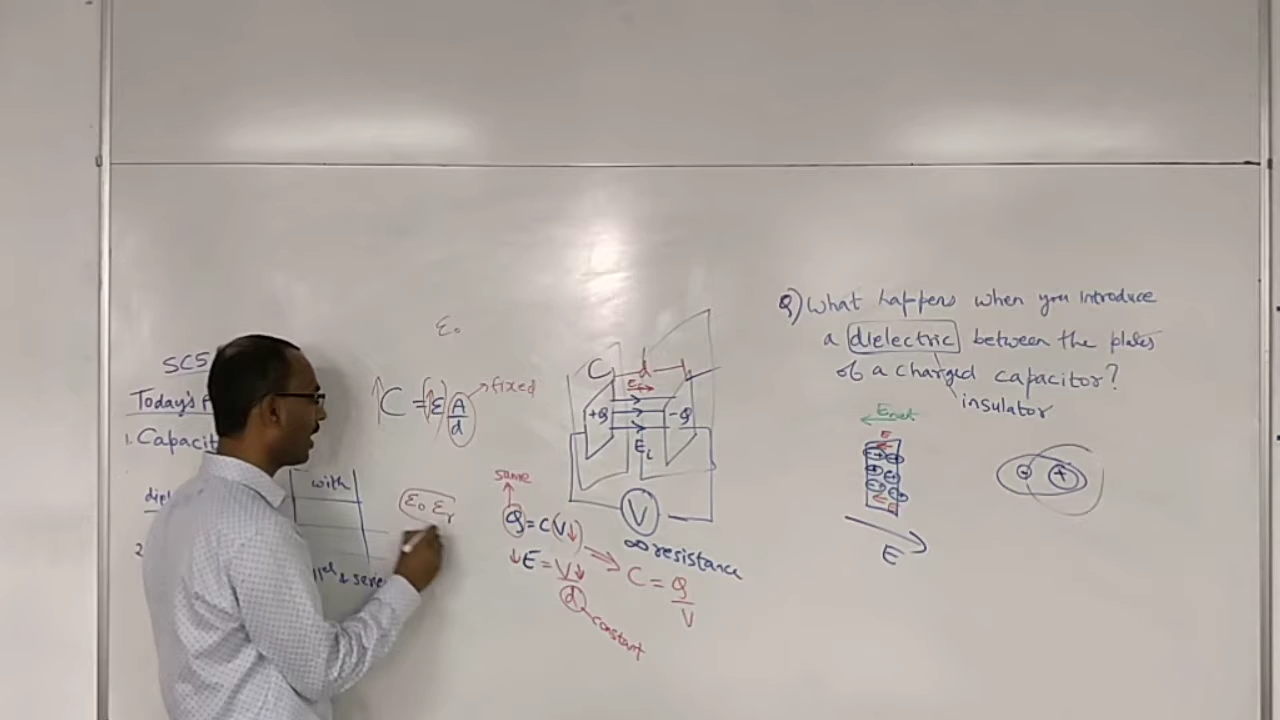 SC5
Today's
1. Capacit
with
& series
2
ε₀
↑C = (↑ε) A/d → fixed
ε₀ εᵣ
C d
+Q -Q
E
V
∞ resistance
same
Q = C(V↓)
↓E = V↓/d
constant
C = Q/V
Q) What happens when you introduce
a dielectric between the plates
of a charged capacitor?
insulator
Enet
E
- +